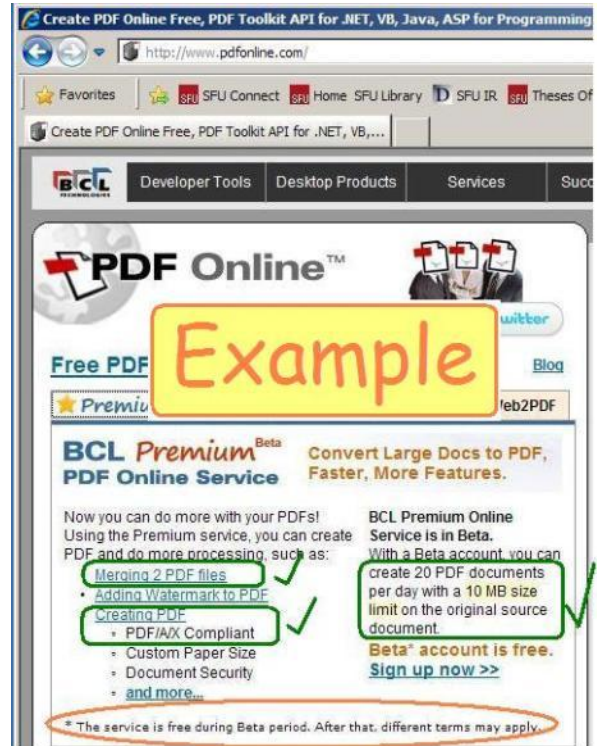 Create PDF Online Free, PDF Toolkit API for .NET, VB, Java, ASP for Programming
http://www.pdfonline.com/
Favorites SFU SFU Connect SFU Home SFU Library D SFU IR SFU Theses Of
Create PDF Online Free, PDF Toolkit API for .NET, VB,...
BCL TECHNOLOGIES Developer Tools Desktop Products Services Succ
PDF Online™
twitter
Example
Free PDF Blog
Premiu Web2PDF
BCL Premium Beta
PDF Online Service
Convert Large Docs to PDF,
Faster, More Features.
Now you can do more with your PDFs!
Using the Premium service, you can create
PDF and do more processing, such as:
Merging 2 PDF files
• Adding Watermark to PDF
Creating PDF
◦ PDF/A/X Compliant
◦ Custom Paper Size
◦ Document Security
◦ and more...
BCL Premium Online
Service is in Beta.
With a Beta account, you can
create 20 PDF documents
per day with a 10 MB size
limit on the original source
document.
Beta* account is free.
Sign up now >>
* The service is free during Beta period. After that, different terms may apply.